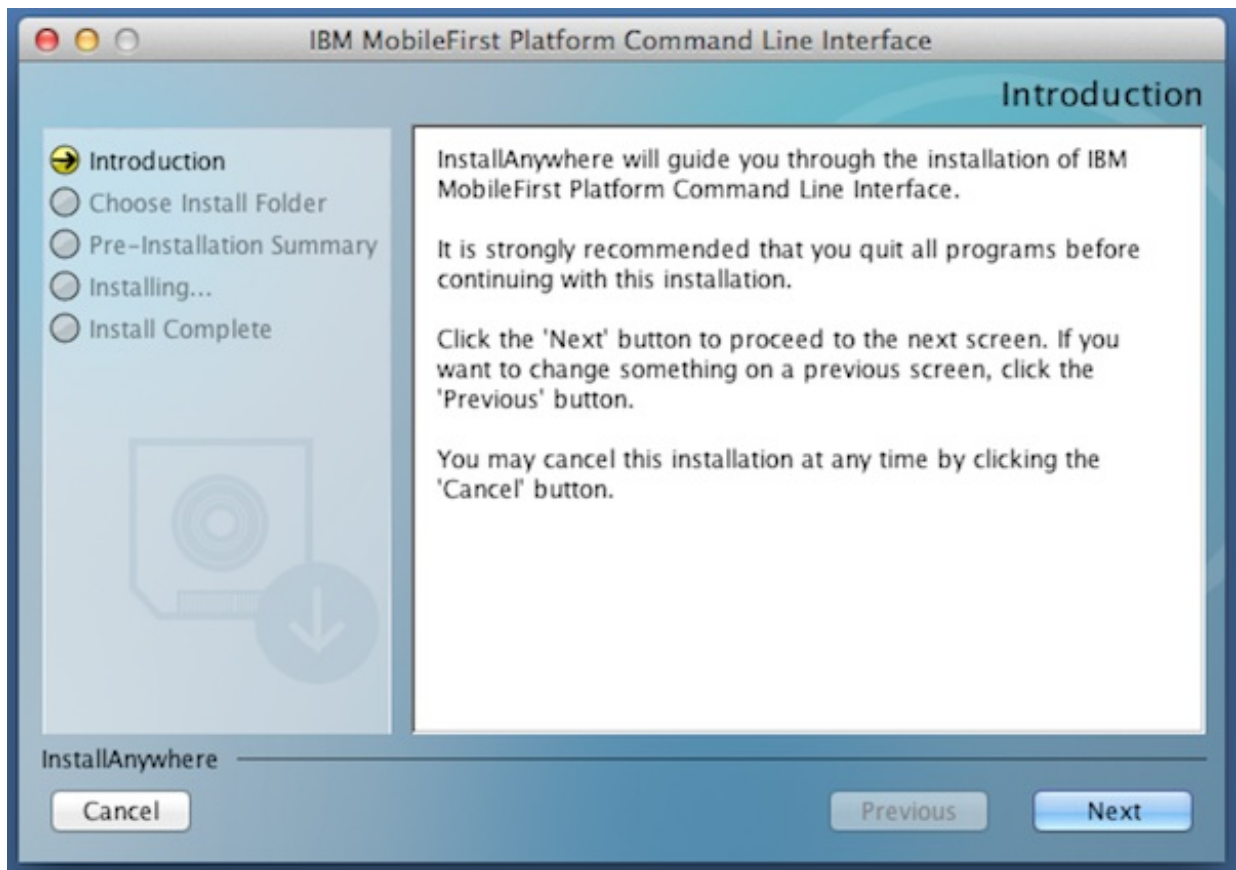 IBM MobileFirst Platform Command Line Interface
Introduction
Introduction
Choose Install Folder
Pre-Installation Summary
Installing...
Install Complete
InstallAnywhere will guide you through the installation of IBM
MobileFirst Platform Command Line Interface.
It is strongly recommended that you quit all programs before
continuing with this installation.
Click the 'Next' button to proceed to the next screen. If you
want to change something on a previous screen, click the
'Previous' button.
You may cancel this installation at any time by clicking the
'Cancel' button.
InstallAnywhere
Cancel
Previous
Next